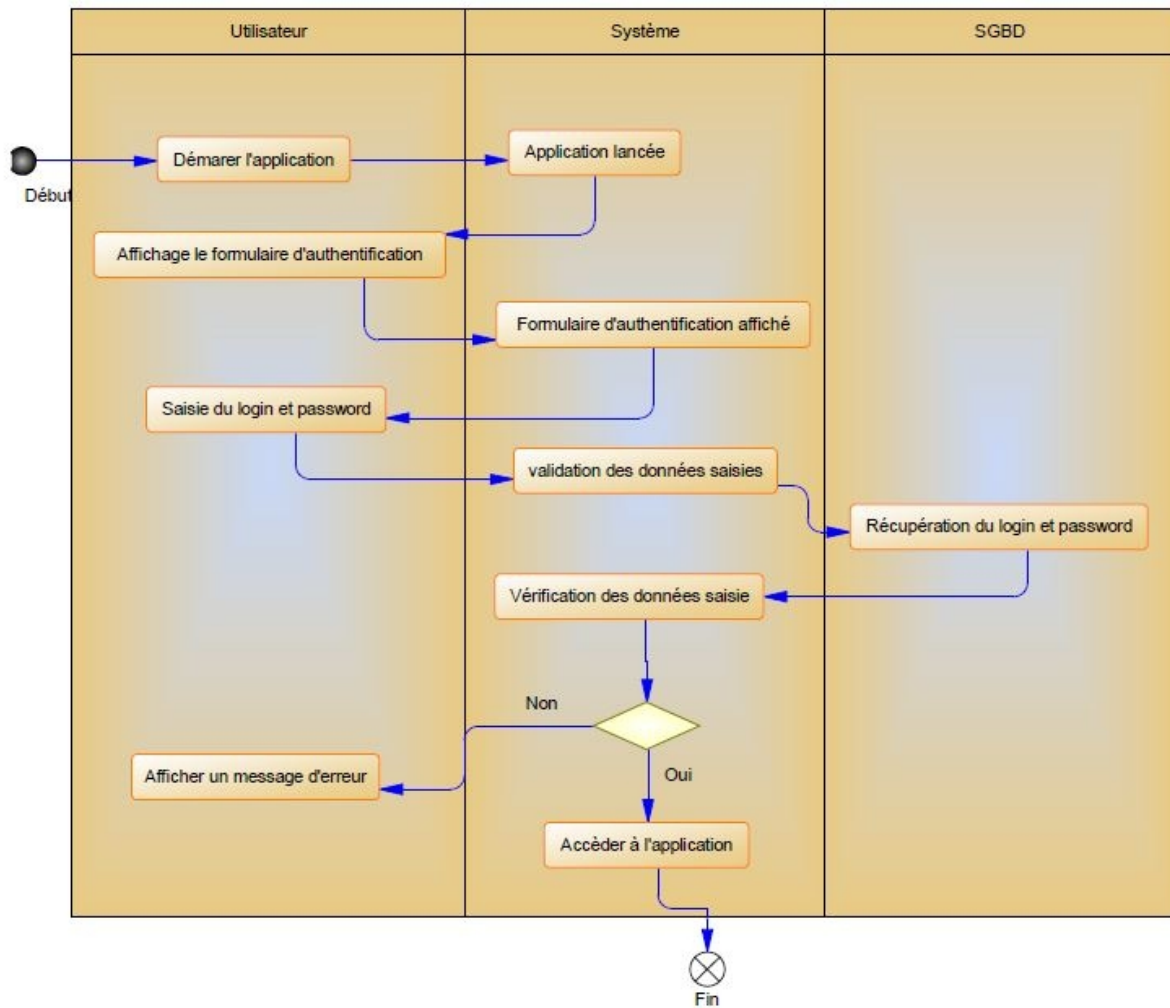 Utilisateur
Système
SGBD
Démarer l'application
Application lancée
Début
Affichage le formulaire d'authentification
Formulaire d'authentification affiché
Saisie du login et password
validation des données saisies
Récupération du login et password
Vérification des données saisie
Non
Afficher un message d'erreur
Oui
Accèder à l'application
Fin